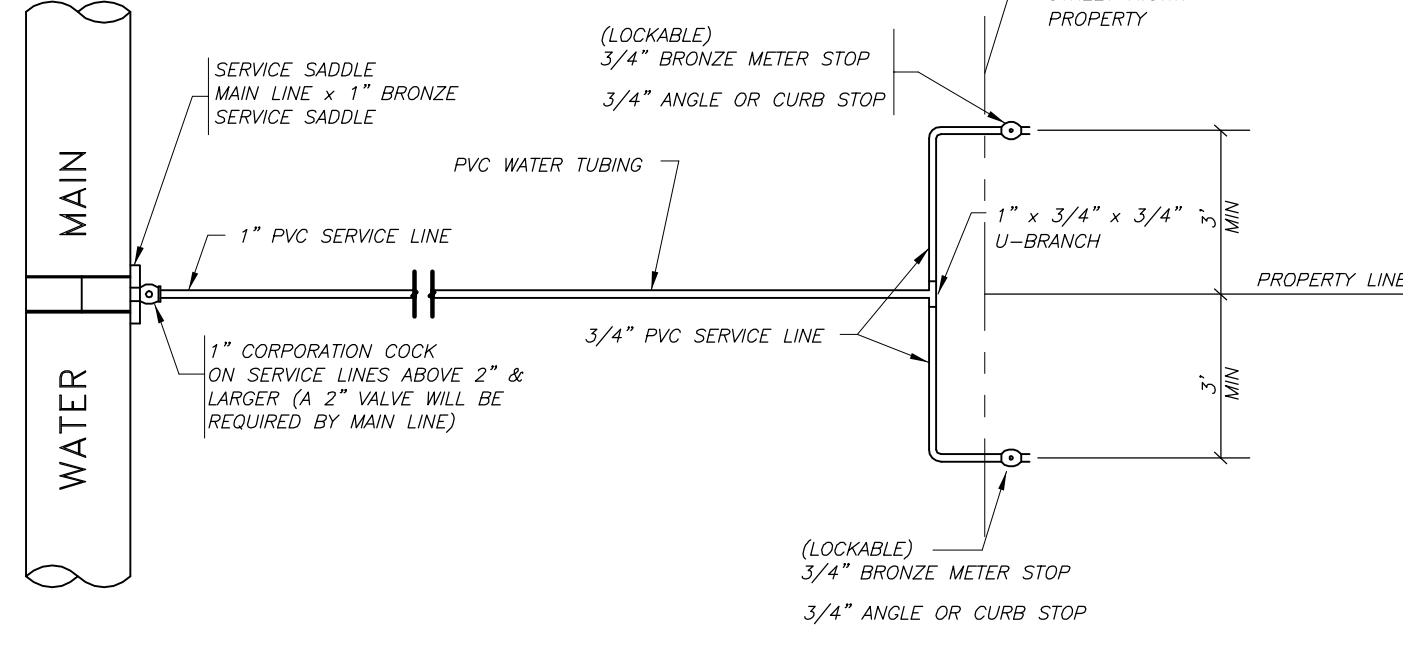 PROPERTY
(LOCKABLE)
3/4" BRONZE METER STOP
3/4" ANGLE OR CURB STOP
SERVICE SADDLE
MAIN LINE x 1" BRONZE
SERVICE SADDLE
PVC WATER TUBING
1" PVC SERVICE LINE
WATER MAIN
1" x 3/4" x 3/4"
U-BRANCH
3'
MIN
PROPERTY LINE
3/4" PVC SERVICE LINE
1" CORPORATION COCK
ON SERVICE LINES ABOVE 2" &
LARGER (A 2" VALVE WILL BE
REQUIRED BY MAIN LINE)
3'
MIN
(LOCKABLE)
3/4" BRONZE METER STOP
3/4" ANGLE OR CURB STOP